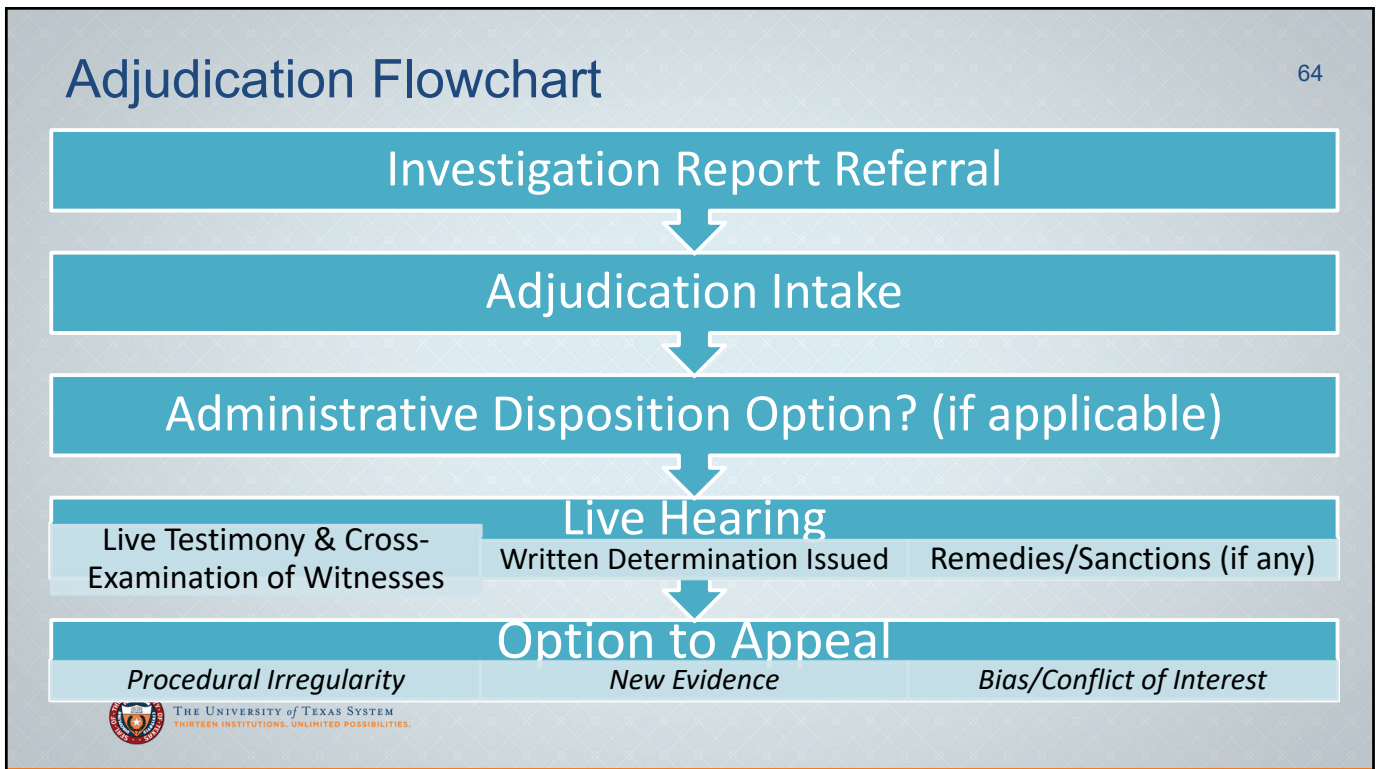 Adjudication Flowchart
64
Investigation Report Referral
Adjudication Intake
Administrative Disposition Option? (if applicable)
Live Hearing
Live Testimony & Cross-
Examination of Witnesses
Written Determination Issued
Remedies/Sanctions (if any)
Option to Appeal
Procedural Irregularity
New Evidence
Bias/Conflict of Interest
THE UNIVERSITY of TEXAS SYSTEM
THIRTEEN INSTITUTIONS. UNLIMITED POSSIBILITIES.